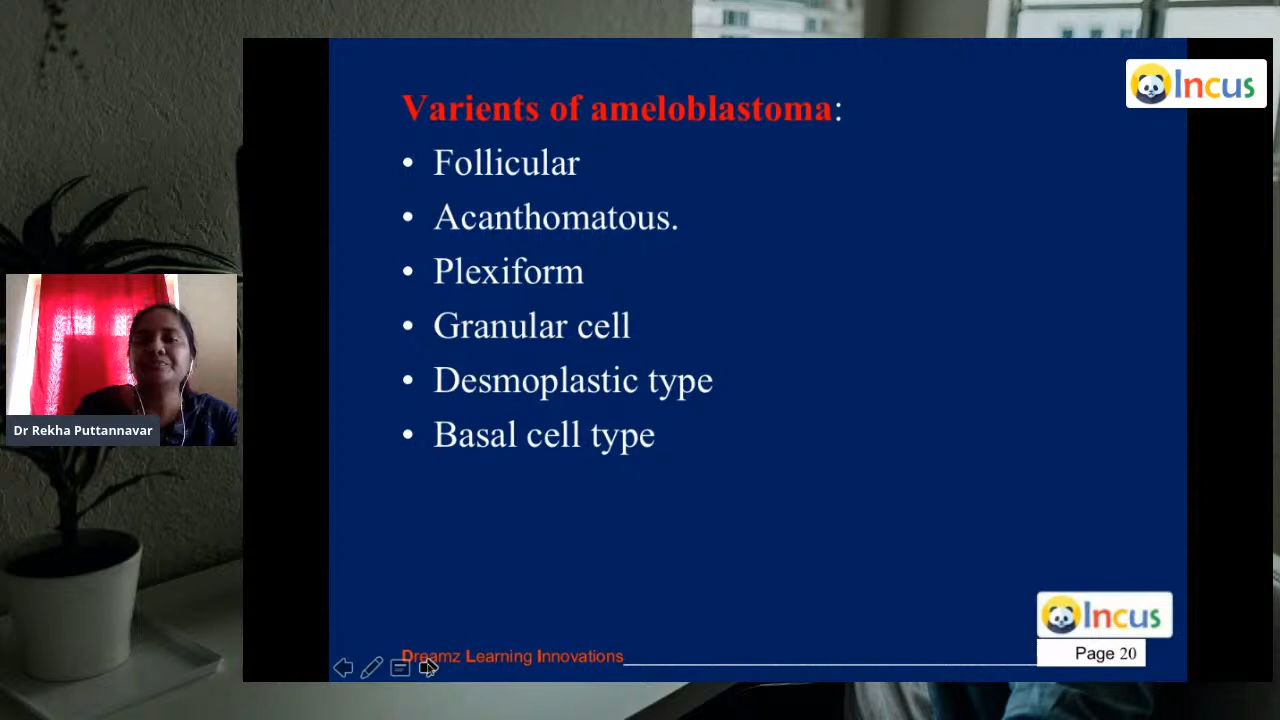 Incus
Varients of ameloblastoma:
• Follicular
• Acanthomatous.
• Plexiform
• Granular cell
• Desmoplastic type
• Basal cell type
Dr Rekha Puttannavar
Incus
Dreamz Learning Innovations
Page 20